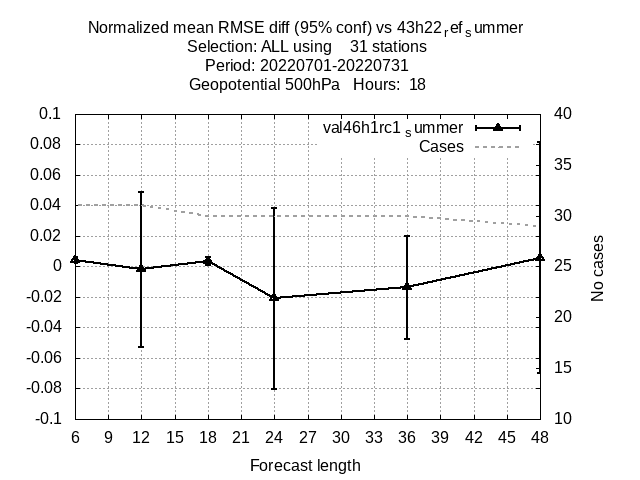 Normalized mean RMSE diff (95% conf) vs 43h22refsummer
Selection: ALL using 31 stations
Period: 20220701-20220731
Geopotential 500hPa Hours: 18
val46h1rc1summer
Cases
0.1
0.08
0.06
0.04
0.02
0
-0.02
-0.04
-0.06
-0.08
-0.1
40
35
30
25
20
15
10
No cases
6 9 12 15 18 21 24 27 30 33 36 39 42 45 48
Forecast length